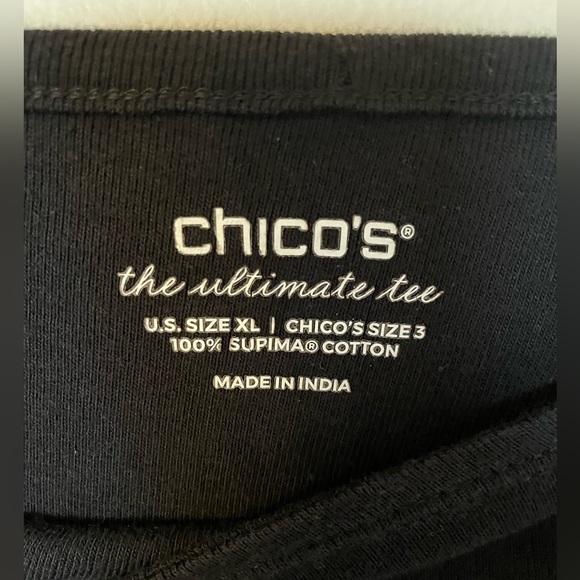 chico's®
the ultimate tee
U.S. SIZE XL | CHICO'S SIZE 3
100% SUPIMA® COTTON
MADE IN INDIA